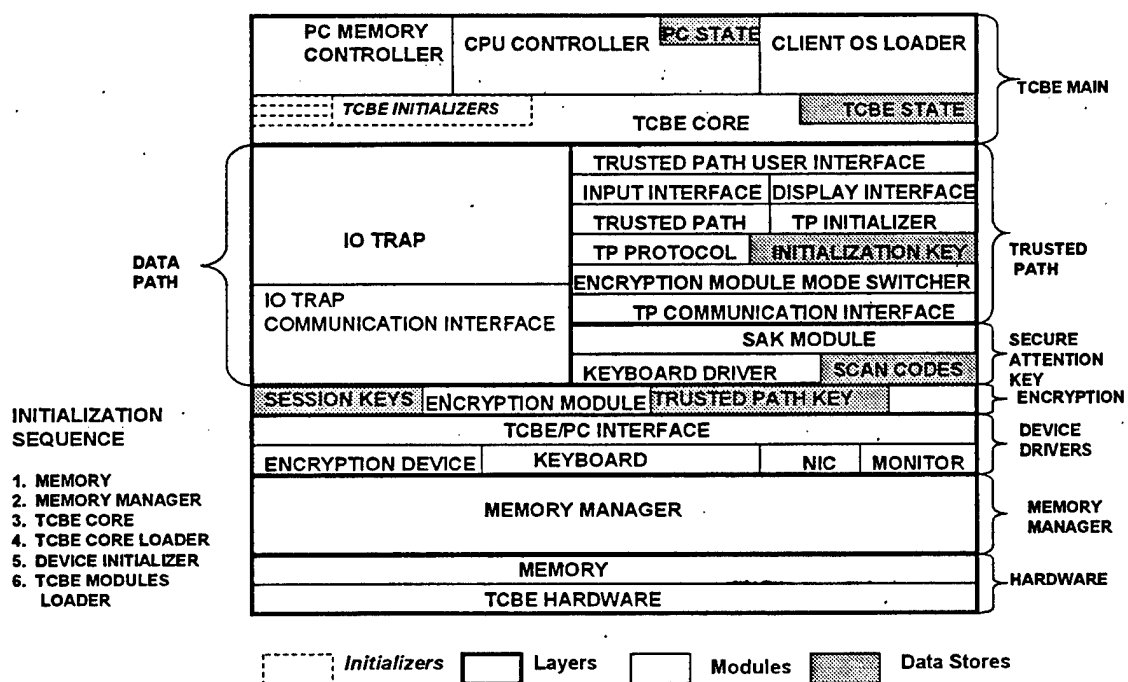 PC MEMORY
CONTROLLER
CPU CONTROLLER
PC STATE
CLIENT OS LOADER
TCBE MAIN
TCBE INITIALIZERS
TCBE CORE
TCBE STATE
DATA
PATH
IO TRAP
IO TRAP
COMMUNICATION INTERFACE
TRUSTED PATH USER INTERFACE
INPUT INTERFACE
DISPLAY INTERFACE
TRUSTED PATH
TP INITIALIZER
TP PROTOCOL
INITIALIZATION KEY
ENCRYPTION MODULE MODE SWITCHER
TP COMMUNICATION INTERFACE
TRUSTED
PATH
SAK MODULE
KEYBOARD DRIVER
SCAN CODES
SECURE
ATTENTION
KEY
SESSION KEYS
ENCRYPTION MODULE
TRUSTED PATH KEY
ENCRYPTION
TCBE/PC INTERFACE
ENCRYPTION DEVICE
KEYBOARD
NIC
MONITOR
DEVICE
DRIVERS
MEMORY MANAGER
MEMORY
MANAGER
MEMORY
TCBE HARDWARE
HARDWARE
INITIALIZATION
SEQUENCE
1. MEMORY
2. MEMORY MANAGER
3. TCBE CORE
4. TCBE CORE LOADER
5. DEVICE INITIALIZER
6. TCBE MODULES
LOADER
Initializers
Layers
Modules
Data Stores